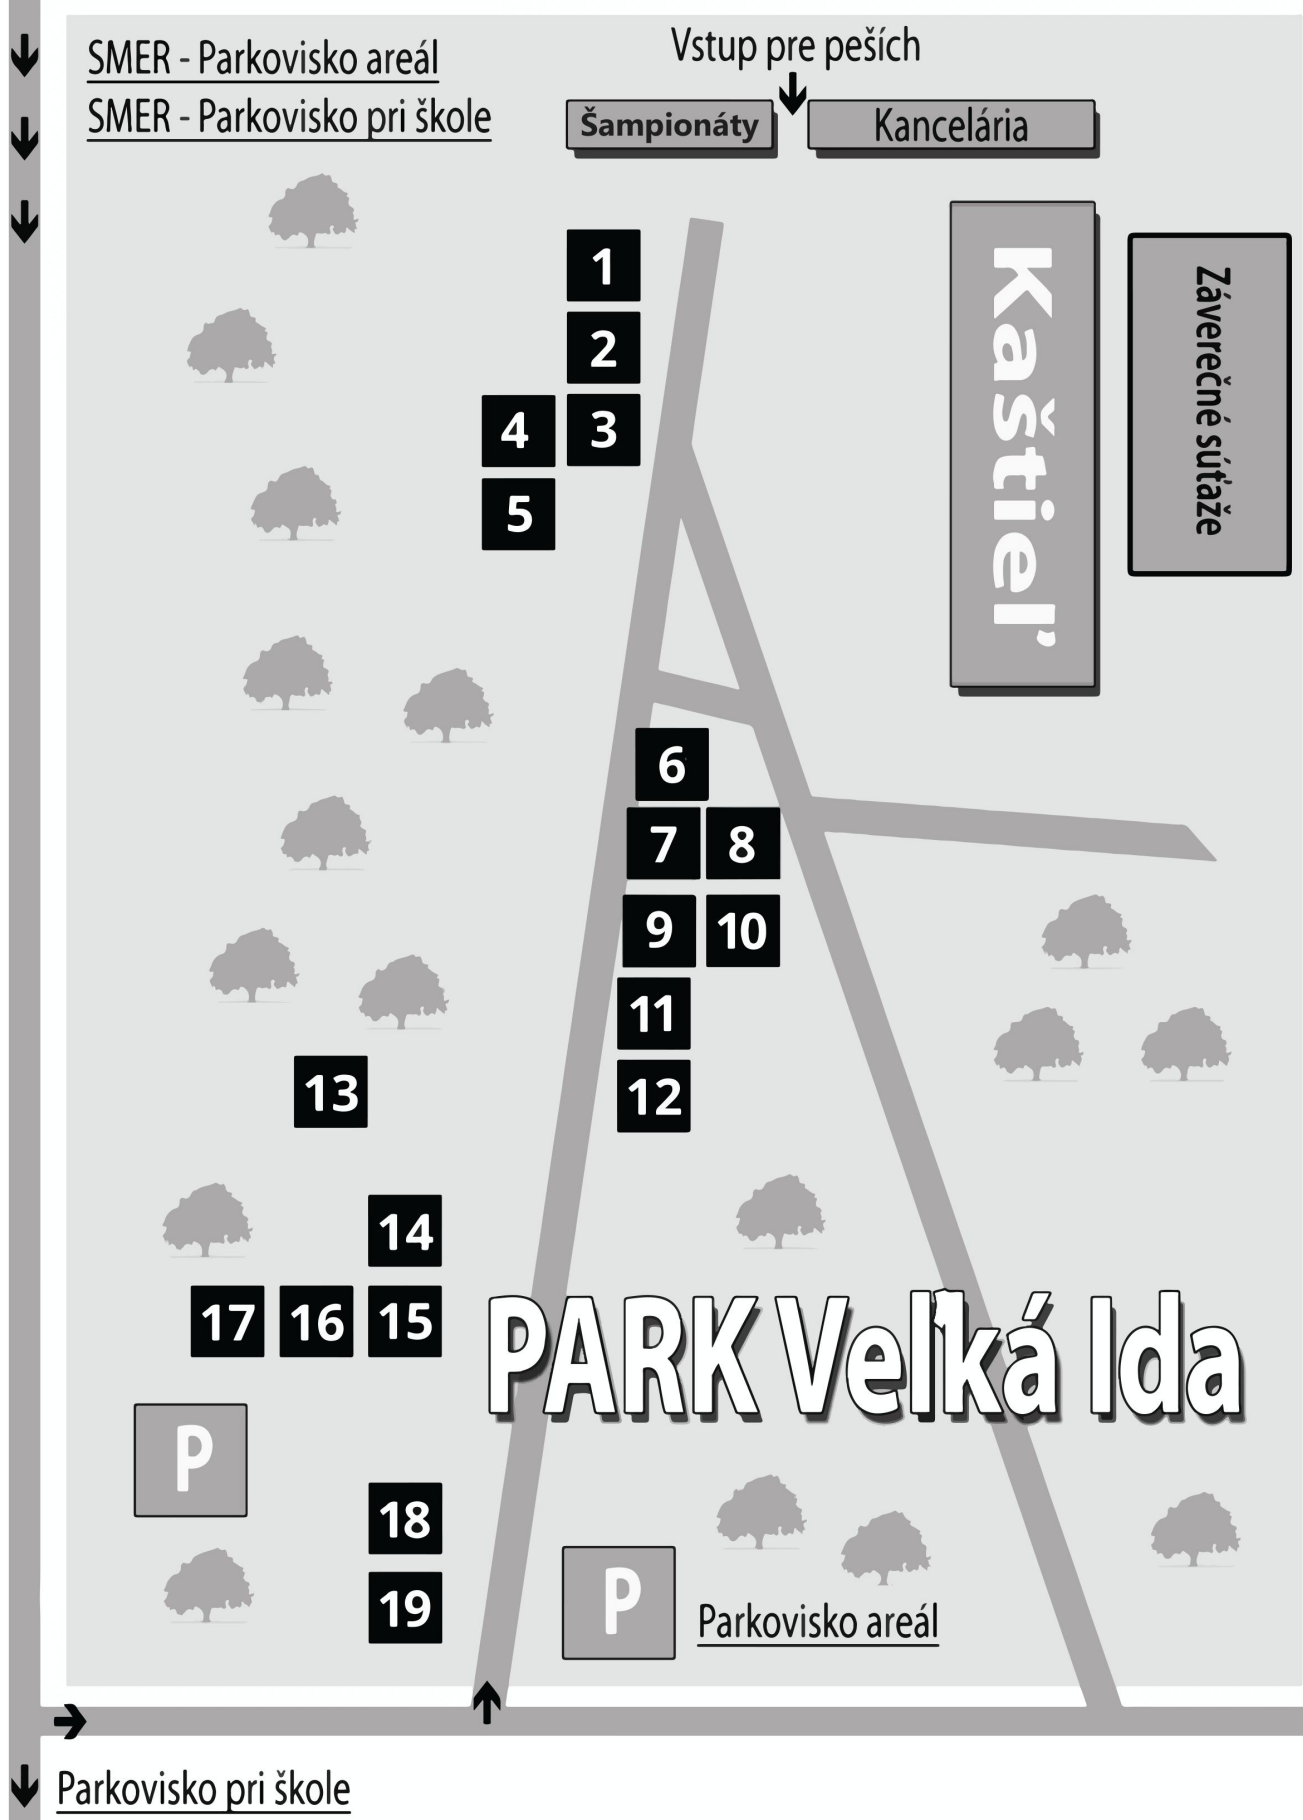 SMER - Parkovisko areál
SMER - Parkovisko pri škole
Vstup pre peších
Šampionáty
Kancelária
Kaštieľ
Záverečné súťaže
1
2
4 3
5
6
7 8
9 10
11
12
13
14
17 16 15
PARK Veľká Ida
P
18
19
P
Parkovisko areál
Parkovisko pri škole